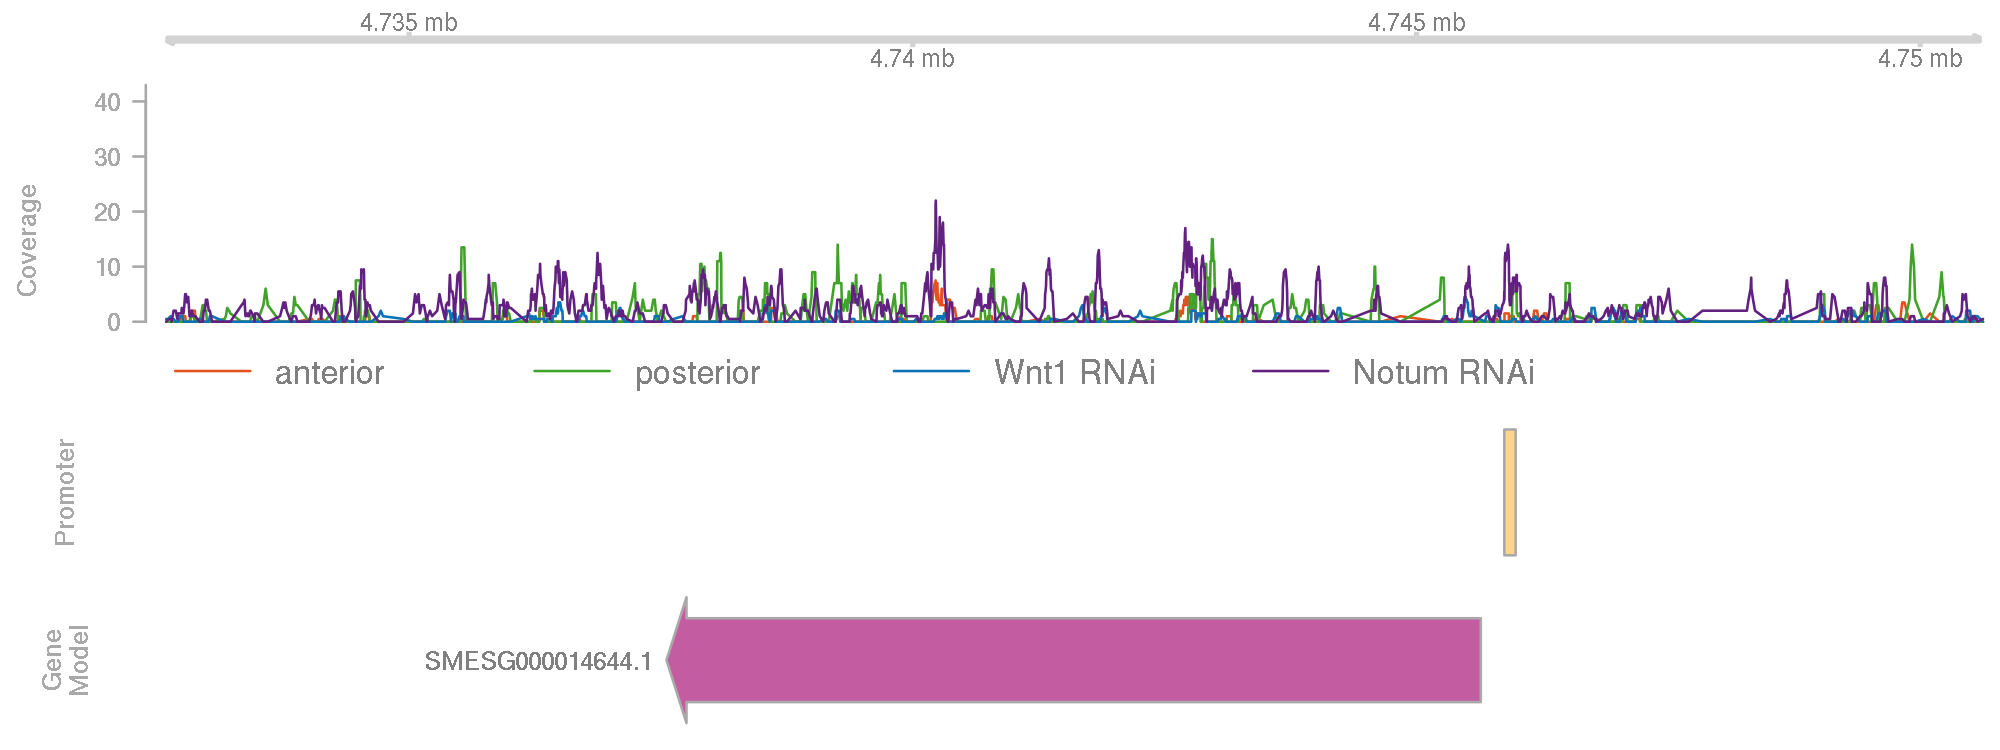 4.735 mb
4.745 mb
4.74 mb
4.75 mb
Coverage
40
30
20
10
0
anterior
posterior
Wnt1 RNAi
Notum RNAi
Promoter
Gene
Model
SMESG000014644.1